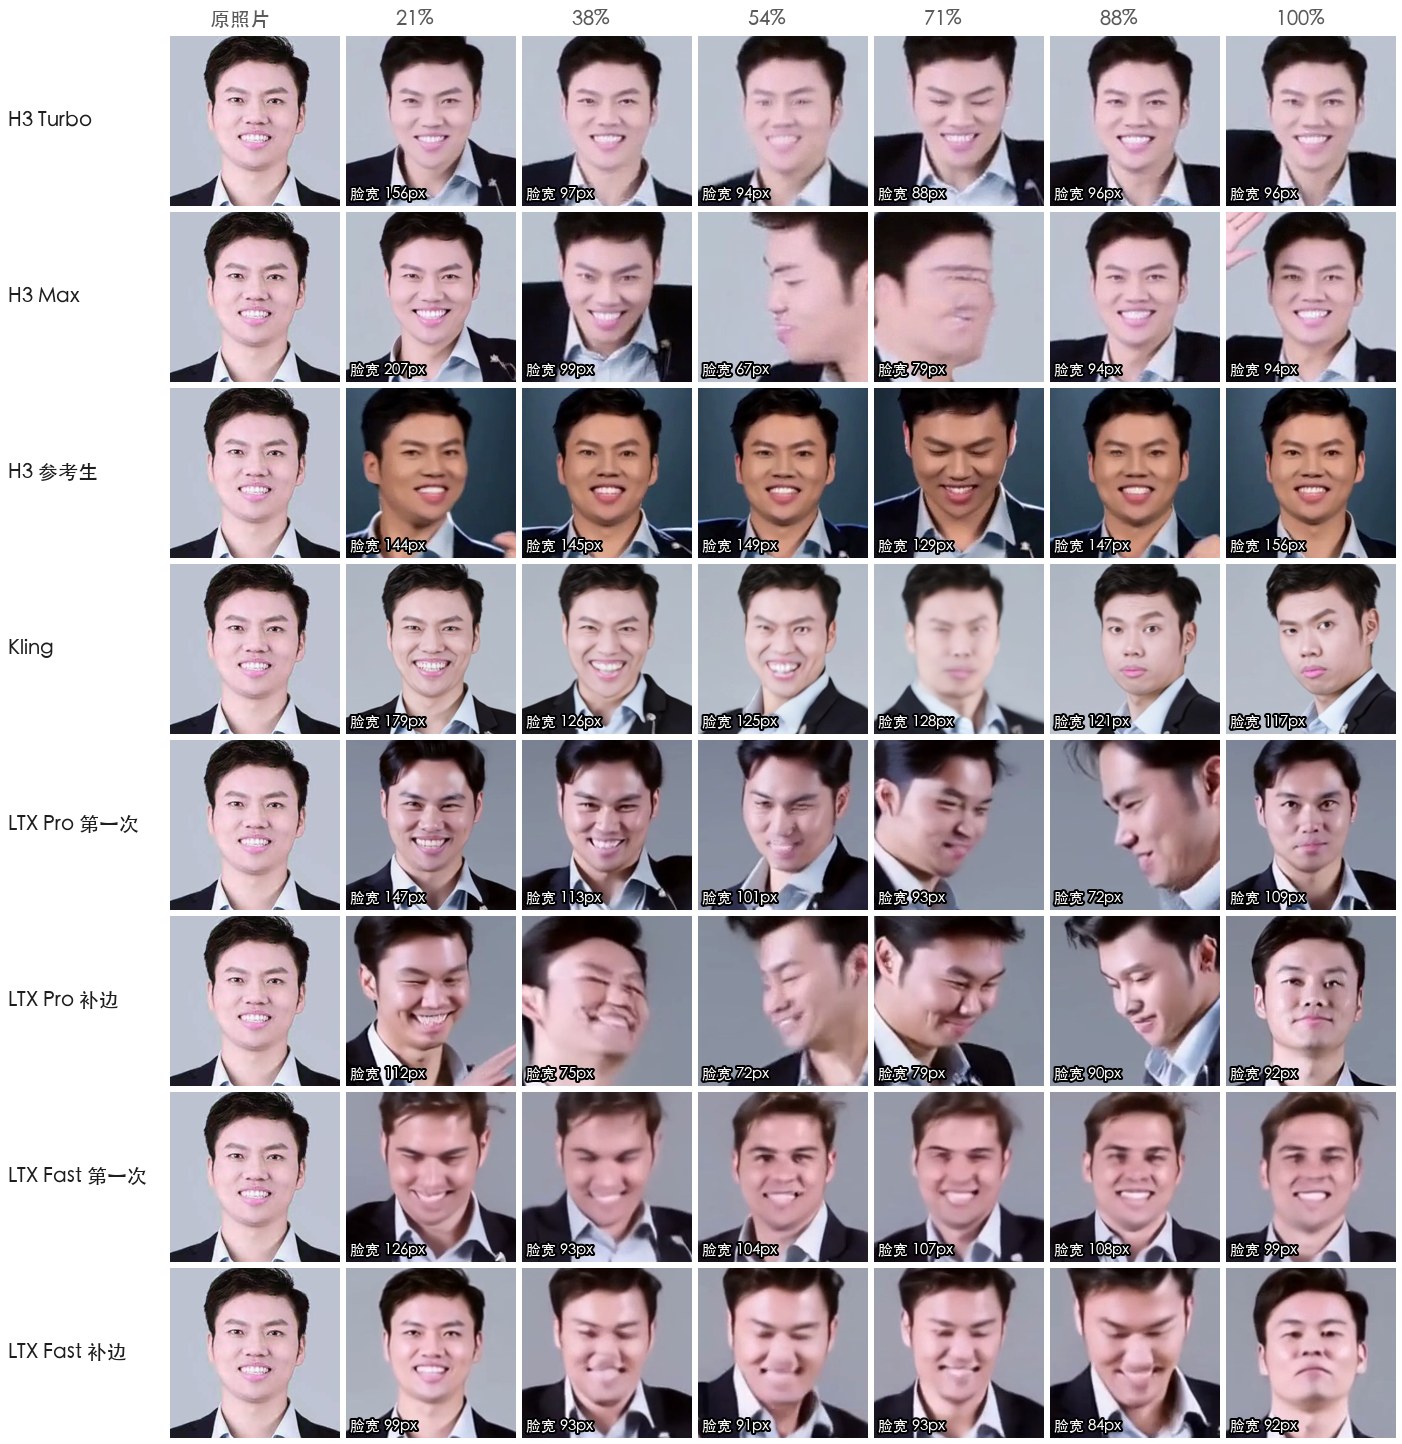 原照片 21% 38% 54% 71% 88% 100%
H3 Turbo
脸宽 156px 脸宽 97px 脸宽 94px 脸宽 88px 脸宽 96px 脸宽 96px
H3 Max
脸宽 207px 脸宽 99px 脸宽 67px 脸宽 79px 脸宽 94px 脸宽 94px
H3 参考生
脸宽 144px 脸宽 145px 脸宽 149px 脸宽 129px 脸宽 147px 脸宽 156px
Kling
脸宽 179px 脸宽 126px 脸宽 125px 脸宽 128px 脸宽 121px 脸宽 117px
LTX Pro 第一次
脸宽 147px 脸宽 113px 脸宽 101px 脸宽 93px 脸宽 72px 脸宽 109px
LTX Pro 补边
脸宽 112px 脸宽 75px 脸宽 72px 脸宽 79px 脸宽 90px 脸宽 92px
LTX Fast 第一次
脸宽 126px 脸宽 93px 脸宽 104px 脸宽 107px 脸宽 108px 脸宽 99px
LTX Fast 补边
脸宽 99px 脸宽 93px 脸宽 91px 脸宽 93px 脸宽 84px 脸宽 92px